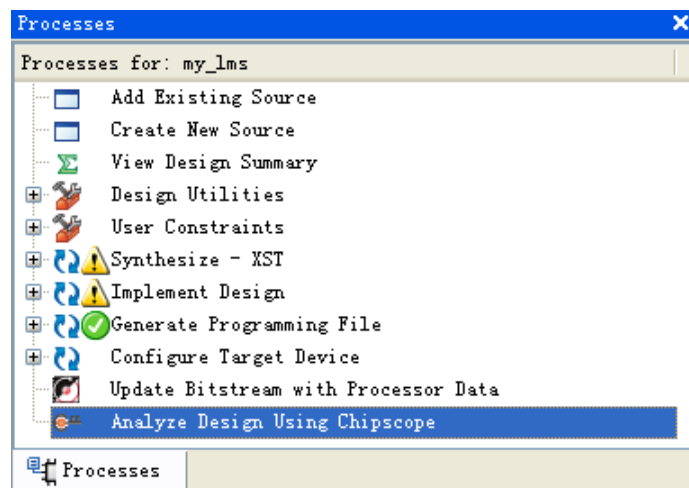 Processes
Processes for: my_lms
Add Existing Source
Create New Source
View Design Summary
Design Utilities
User Constraints
Synthesize - XST
Implement Design
Generate Programming File
Configure Target Device
Update Bitstream with Processor Data
Analyze Design Using Chipscope
Processes